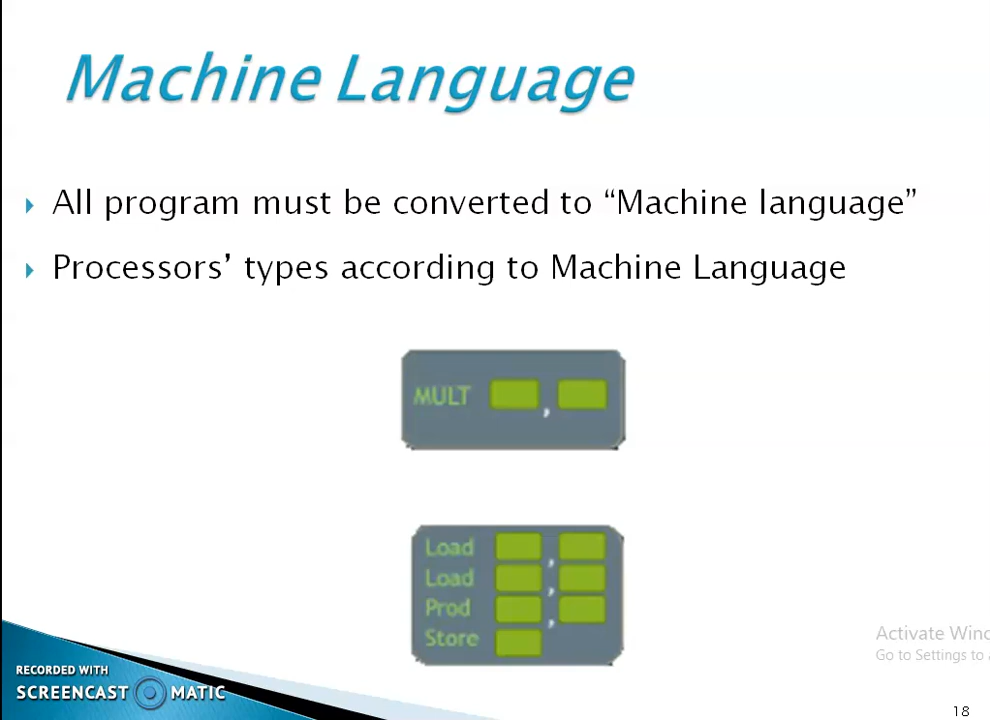 Machine Language
All program must be converted to “Machine language”
Processors’ types according to Machine Language
MULT ,
Load ,
Load ,
Prod ,
Store
Activate Winc
Go to Settings to
RECORDED WITH
SCREENCAST MATIC
18